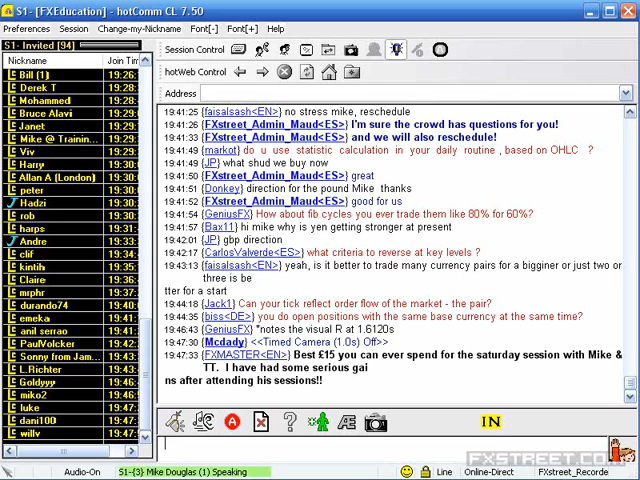 S1- [FXEducation] - hotComm CL 7.50
Preferences Session Change-my-Nickname Font[-] Font[+] Help
S1- Invited [94]
Nickname Join Tim
Bill (1) 19:26:
Derek T 19:26:
Mohammed 19:26:
Bruce Alavi 19:26:
Janet 19:26:
Mike @ Trainin... 19:29:
Viv 19:30:
Harry 19:30:
Allan A (London) 19:30:
peter 19:30:
Hadzi 19:30:
rob 19:30:
harps 19:31:
Andre 19:33:
clif 19:34:
kintih 19:34:
Claire 19:36:
mrphr 19:37:
durando74 19:39:
emeka 19:41:
anil serrao 19:42:
PaulVolcker 19:42:
Sonny from Jam... 19:44:
L.Richter 19:46:
Goldyyy 19:46:
miko2 19:46:
luke 19:47:
dani100 19:47:
willy 19:47:
Session Control
hotWeb Control
Address
19:41:25 {faisalsash<EN>} no stress mike, reschedule
19:41:26 {FXstreet_Admin_Maud<ES>} I'm sure the crowd has questions for you!
19:41:33 {FXstreet_Admin_Maud<ES>} and we will also reschedule!
19:41:49 {markot} do u use statistic calculation in your daily routine , based on OHLC ?
19:41:49 {JP} what shud we buy now
19:41:50 {FXstreet_Admin_Maud<ES>} great
19:41:51 {Donkey} direction for the pound Mike thanks
19:41:52 {FXstreet_Admin_Maud<ES>} good for us
19:41:54 {GeniusFX} How about fib cycles you ever trade them like 80% for 60%?
19:41:57 {Bax11} hi mike why is yen getting stronger at present
19:42:01 {JP} gbp direction
19:42:17 {CarlosValverde<ES>} what criteria to reverse at key levels ?
19:43:13 {faisalsash<EN>} yeah, is it better to trade many currency pairs for a bigginer or just two or three is be
tter for a start
19:44:18 {Jack1} Can your tick reflect order flow of the market - the pair?
19:44:35 {biss<DE>} you do open positions with the same base currency at the same time?
19:46:43 {GeniusFX} *notes the visual R at 1.6120s
19:47:30 {Mcdady} <<Timed Camera (1.0s) Off>>
19:47:33 {FXMASTER<EN>} Best £15 you can ever spend for the saturday session with Mike & TT. I have had some serious gai
ns after attending his sessions!!
IN
FXSTREET.COM
Audio-On S1-{3} Mike Douglas (1) Speaking Line Online-Direct FXstreet_Recorde